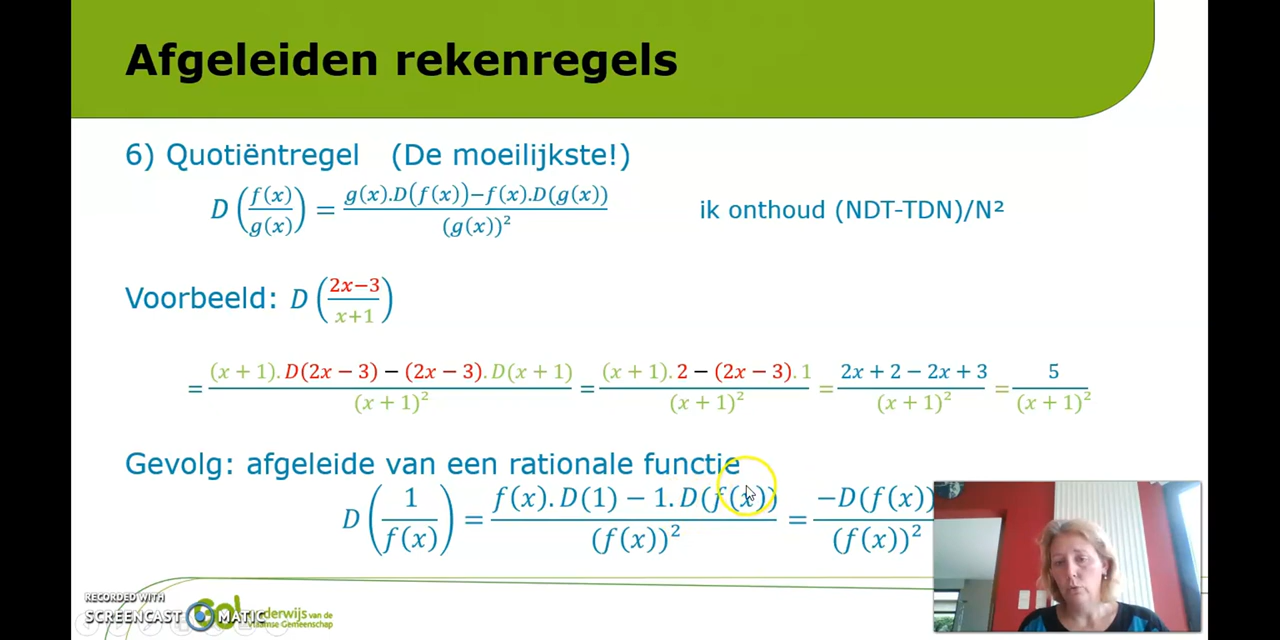 Afgeleiden rekenregels
6) Quotiëntregel (De moeilijkste!)
D (f(x)/g(x)) = (g(x).D(f(x))−f(x).D(g(x)))/(g(x))² ik onthoud (NDT-TDN)/N²
Voorbeeld: D ((2x−3)/(x+1))
= ((x + 1).D(2x − 3) − (2x − 3).D(x + 1))/(x + 1)² = ((x + 1).2 − (2x − 3).1)/(x + 1)² = (2x + 2 − 2x + 3)/(x + 1)² = 5/(x + 1)²
Gevolg: afgeleide van een rationale functie
D (1/f(x)) = (f(x).D(1) − 1.D(f(x)))/(f(x))² = −D(f(x))/(f(x))²
RECORDED WITH
SCREENCAST MATIC
nderwijs van de
Vlaamse Gemeenschap